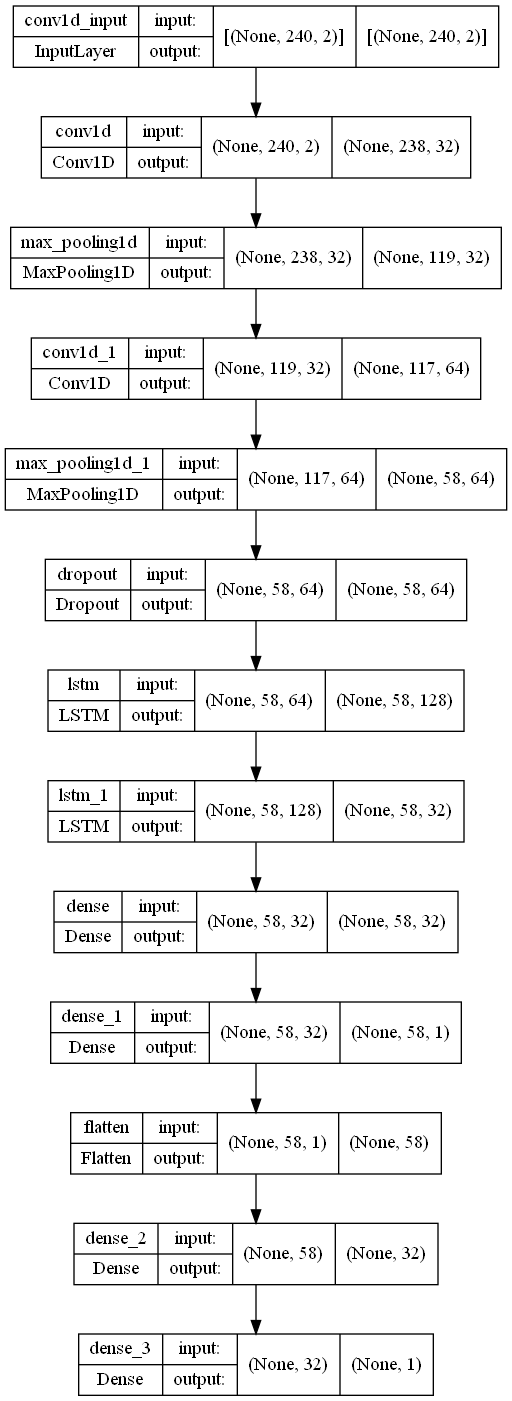 conv1d_input input: [(None, 240, 2)] [(None, 240, 2)]
InputLayer output:
conv1d input: (None, 240, 2) (None, 238, 32)
Conv1D output:
max_pooling1d input: (None, 238, 32) (None, 119, 32)
MaxPooling1D output:
conv1d_1 input: (None, 119, 32) (None, 117, 64)
Conv1D output:
max_pooling1d_1 input: (None, 117, 64) (None, 58, 64)
MaxPooling1D output:
dropout input: (None, 58, 64) (None, 58, 64)
Dropout output:
lstm input: (None, 58, 64) (None, 58, 128)
LSTM output:
lstm_1 input: (None, 58, 128) (None, 58, 32)
LSTM output:
dense input: (None, 58, 32) (None, 58, 32)
Dense output:
dense_1 input: (None, 58, 32) (None, 58, 1)
Dense output:
flatten input: (None, 58, 1) (None, 58)
Flatten output:
dense_2 input: (None, 58) (None, 32)
Dense output:
dense_3 input: (None, 32) (None, 1)
Dense output: